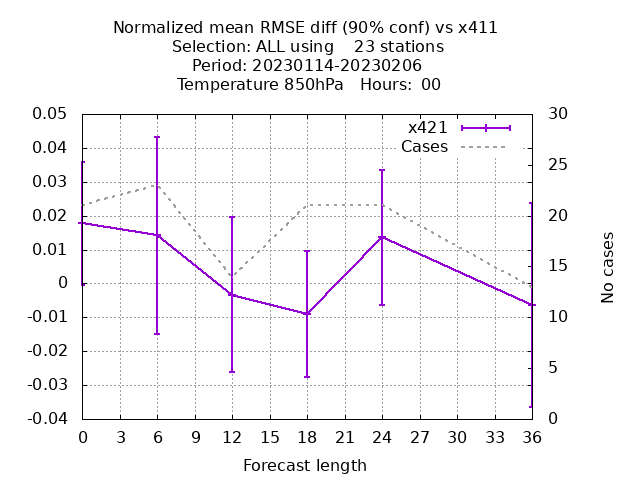 Normalized mean RMSE diff (90% conf) vs x411
Selection: ALL using    23 stations
Period: 20230114-20230206
Temperature 850hPa   Hours:  00
0.05
0.04
0.03
0.02
0.01
0
-0.01
-0.02
-0.03
-0.04
x421
Cases
30
25
20
15
10
5
0
No cases
0 3 6 9 12 15 18 21 24 27 30 33 36
Forecast length